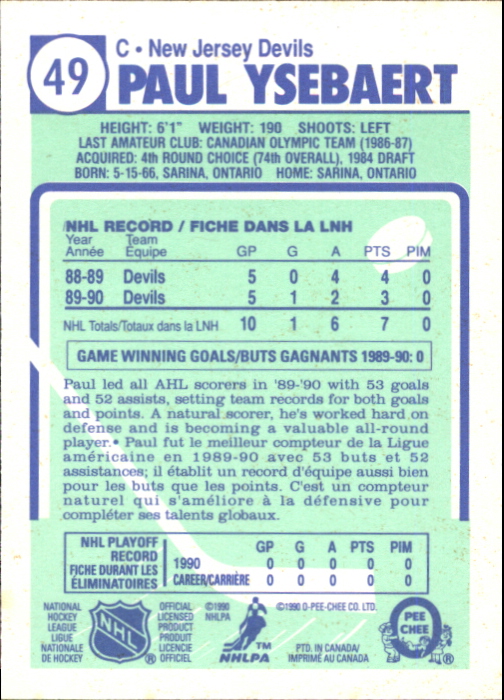 49
C • New Jersey Devils
PAUL YSEBAERT
HEIGHT: 6'1" WEIGHT: 190 SHOOTS: LEFT
LAST AMATEUR CLUB: CANADIAN OLYMPIC TEAM (1986-87)
ACQUIRED: 4th ROUND CHOICE (74th OVERALL), 1984 DRAFT
BORN: 5-15-66, SARINA, ONTARIO HOME: SARINA, ONTARIO
NHL RECORD / FICHE DANS LA LNH
Year Team
Année Équipe GP G A PTS PIM
88-89 Devils 5 0 4 4 0
89-90 Devils 5 1 2 3 0
NHL Totals/Totaux dans la LNH 10 1 6 7 0
GAME WINNING GOALS/BUTS GAGNANTS 1989-90: 0
Paul led all AHL scorers in '89-'90 with 53 goals
and 52 assists, setting team records for both goals
and points. A natural scorer, he's worked hard on
defense and is becoming a valuable all-round
player.• Paul fut le meilleur compteur de la Ligue
américaine en 1989-90 avec 53 buts et 52
assistances; il établit un record d'équipe aussi bien
pour les buts que les points. C'est un compteur
naturel qui s'améliore à la défensive pour
compléter ses talents globaux.
NHL PLAYOFF
RECORD
FICHE DURANT LES
ÉLIMINATOIRES
GP G A PTS PIM
1990 0 0 0 0 0
CAREER/CARRIÈRE 0 0 0 0 0
NATIONAL
HOCKEY
LEAGUE
LIGUE
NATIONALE
DE HOCKEY
NHL
®
OFFICIAL
LICENSED
PRODUCT
PRODUIT
LICENCIE
OFFICIEL
©1990
NHLPA
TM
NHLPA
©1990 O-PEE-CHEE CO. LTD.
PTD. IN CANADA/
IMPRIMÉ AU CANADA
PEE
CHEE
®